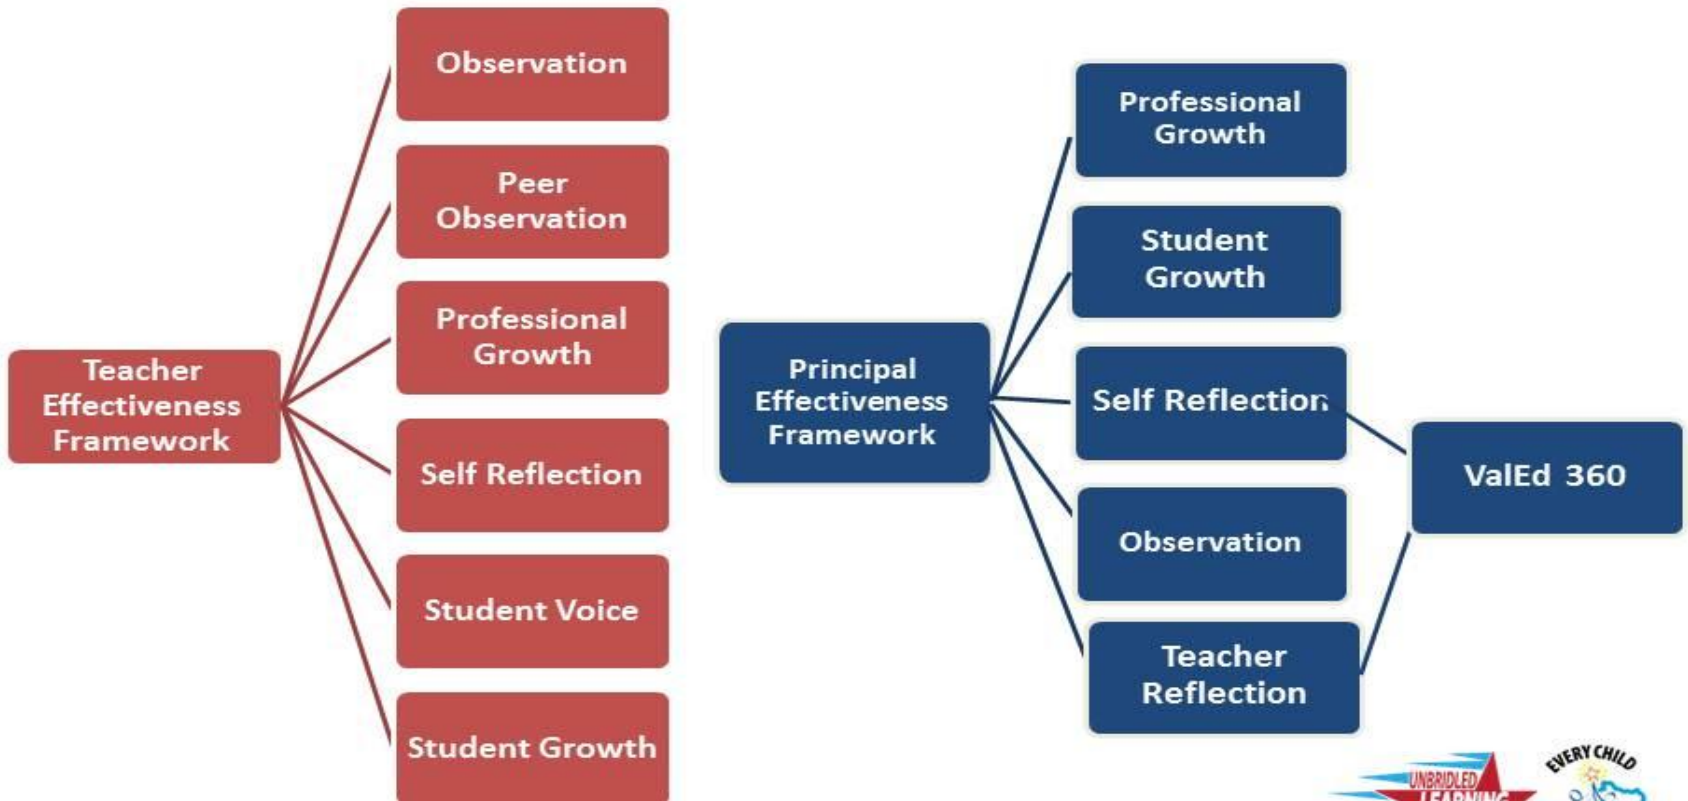 Teacher
Effectiveness
Framework
Observation
Peer
Observation
Professional
Growth
Self Reflection
Student Voice
Student Growth
Principal
Effectiveness
Framework
Professional
Growth
Student
Growth
Self Reflection
Observation
Teacher
Reflection
ValEd 360
UNBRIDLED
LEARNING
EVERY CHILD